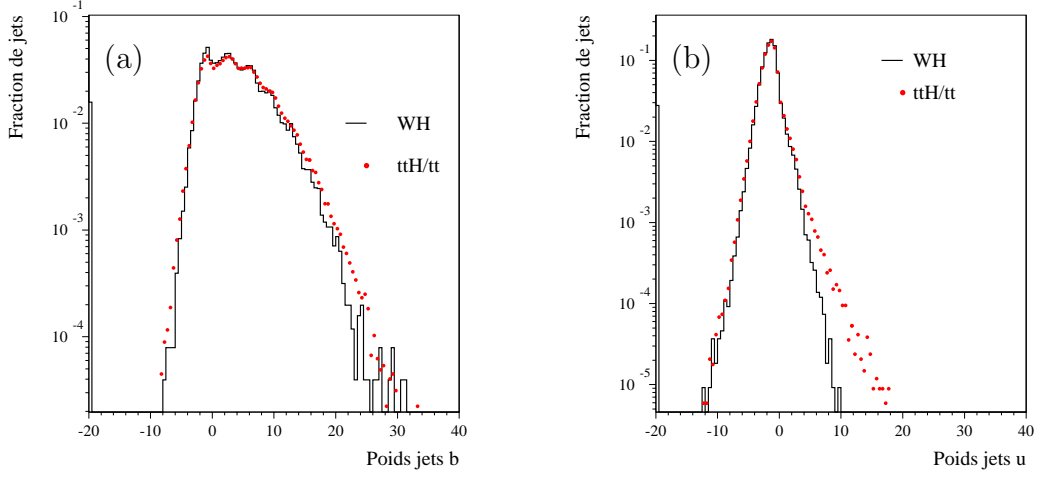 Fraction de jets
(a)
WH
ttH/tt
10 -1
10 -2
10 -3
10 -4
-20 -10 0 10 20 30 40
Poids jets b
Fraction de jets
(b)
WH
ttH/tt
10 -1
10 -2
10 -3
10 -4
10 -5
-20 -10 0 10 20 30 40
Poids jets u